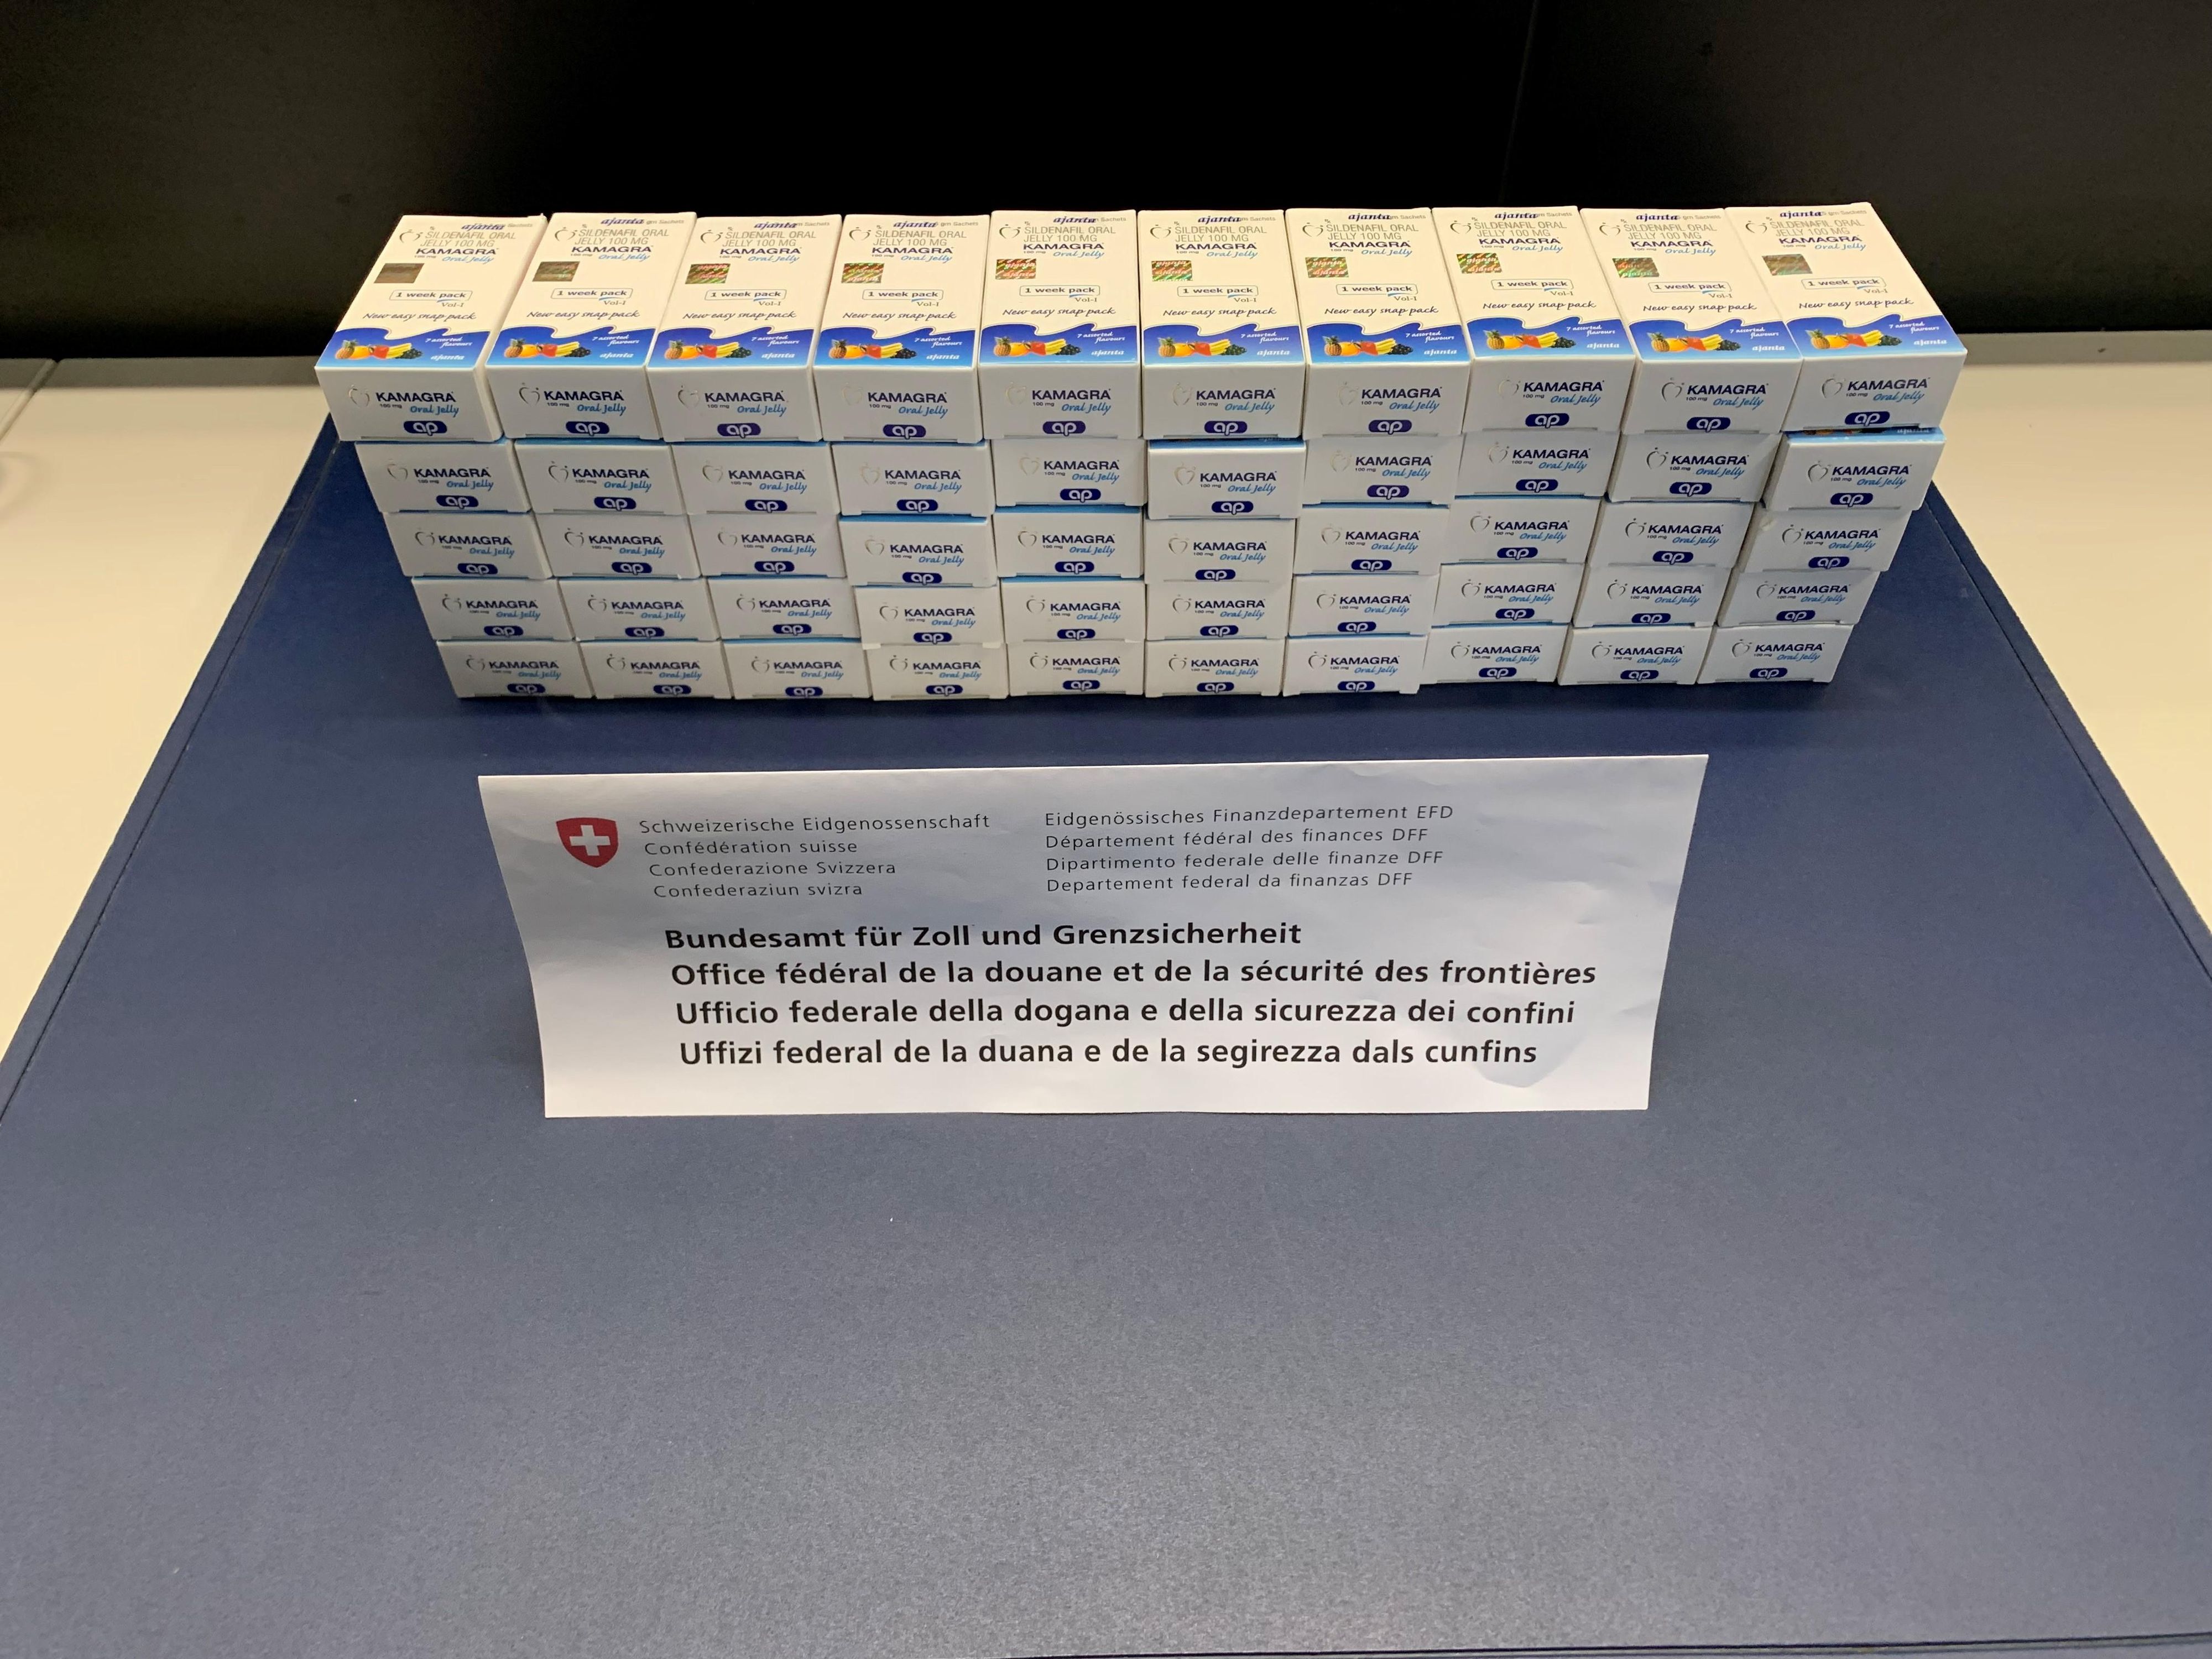 ajanta
SILDENAFIL ORAL
JELLY 100 MG
KAMAGRA
100 mg Oral Jelly
1 week pack
Vol-I
New easy snap pack
7 assorted
flavours
ajanta
KAMAGRA
100 mg Oral Jelly
ap
Schweizerische Eidgenossenschaft
Confédération suisse
Confederazione Svizzera
Confederaziun svizra
Eidgenössisches Finanzdepartement EFD
Département fédéral des finances DFF
Dipartimento federale delle finanze DFF
Departement federal da finanzas DFF
Bundesamt für Zoll und Grenzsicherheit
Office fédéral de la douane et de la sécurité des frontières
Ufficio federale della dogana e della sicurezza dei confini
Uffizi federal de la duana e de la segirezza dals cunfins